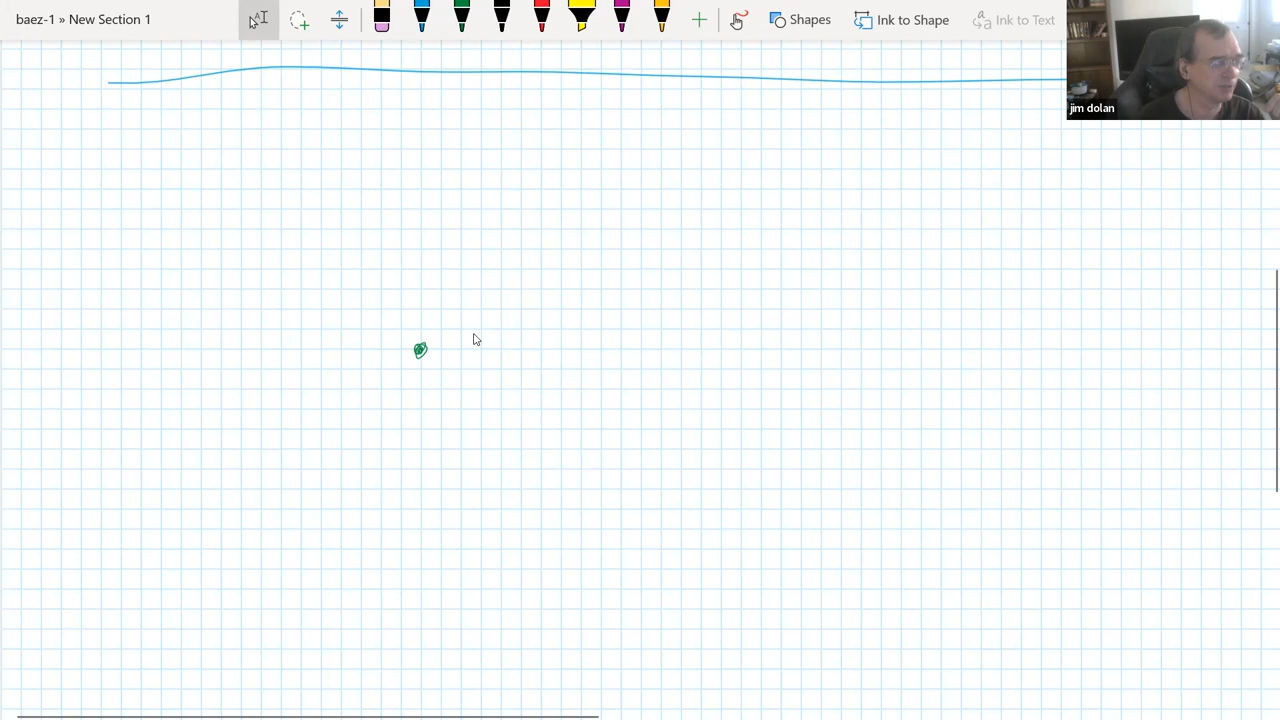 baez-1 » New Section 1
Shapes
Ink to Shape
Ink to Text
jim dolan